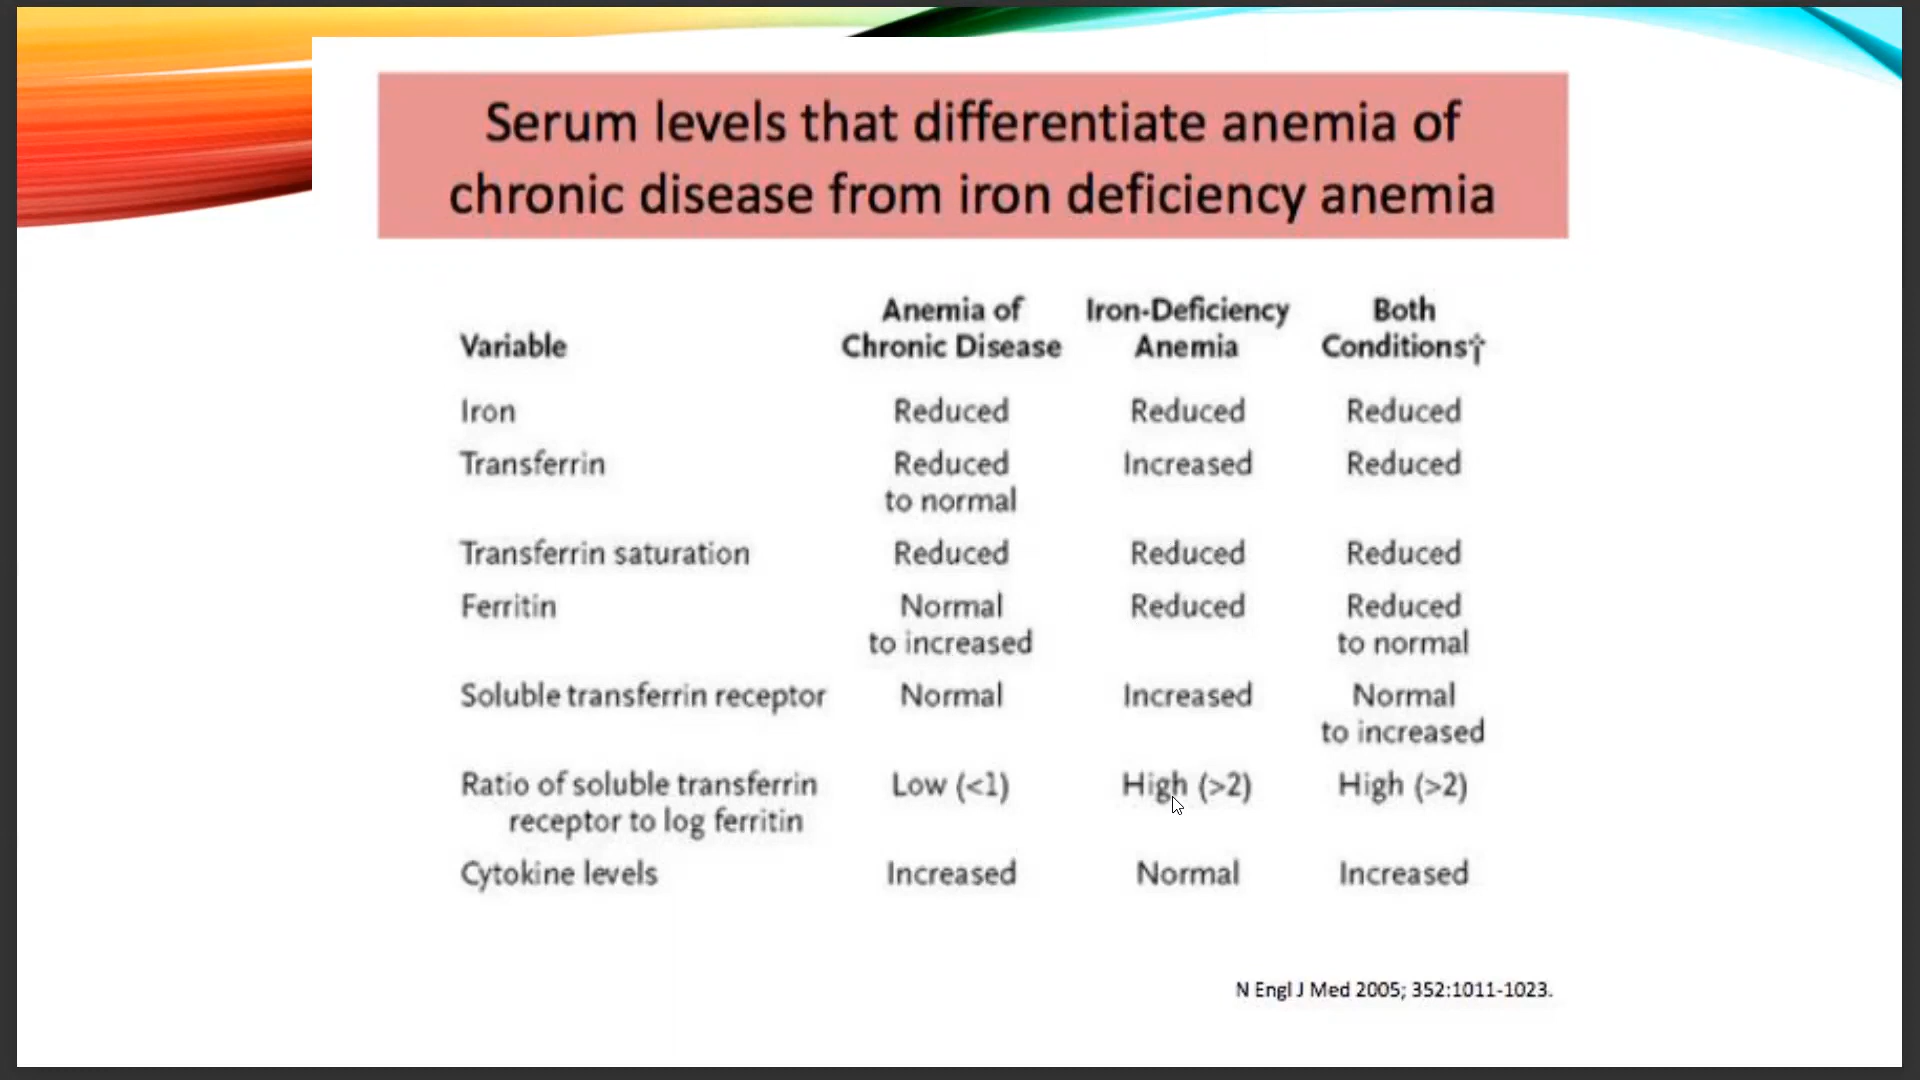 Serum levels that differentiate anemia of
chronic disease from iron deficiency anemia
Variable Anemia of Chronic Disease Iron-Deficiency Anemia Both Conditions†
Iron Reduced Reduced Reduced
Transferrin Reduced to normal Increased Reduced
Transferrin saturation Reduced Reduced Reduced
Ferritin Normal to increased Reduced Reduced to normal
Soluble transferrin receptor Normal Increased Normal to increased
Ratio of soluble transferrin receptor to log ferritin Low (<1) High (>2) High (>2)
Cytokine levels Increased Normal Increased
N Engl J Med 2005; 352:1011-1023.